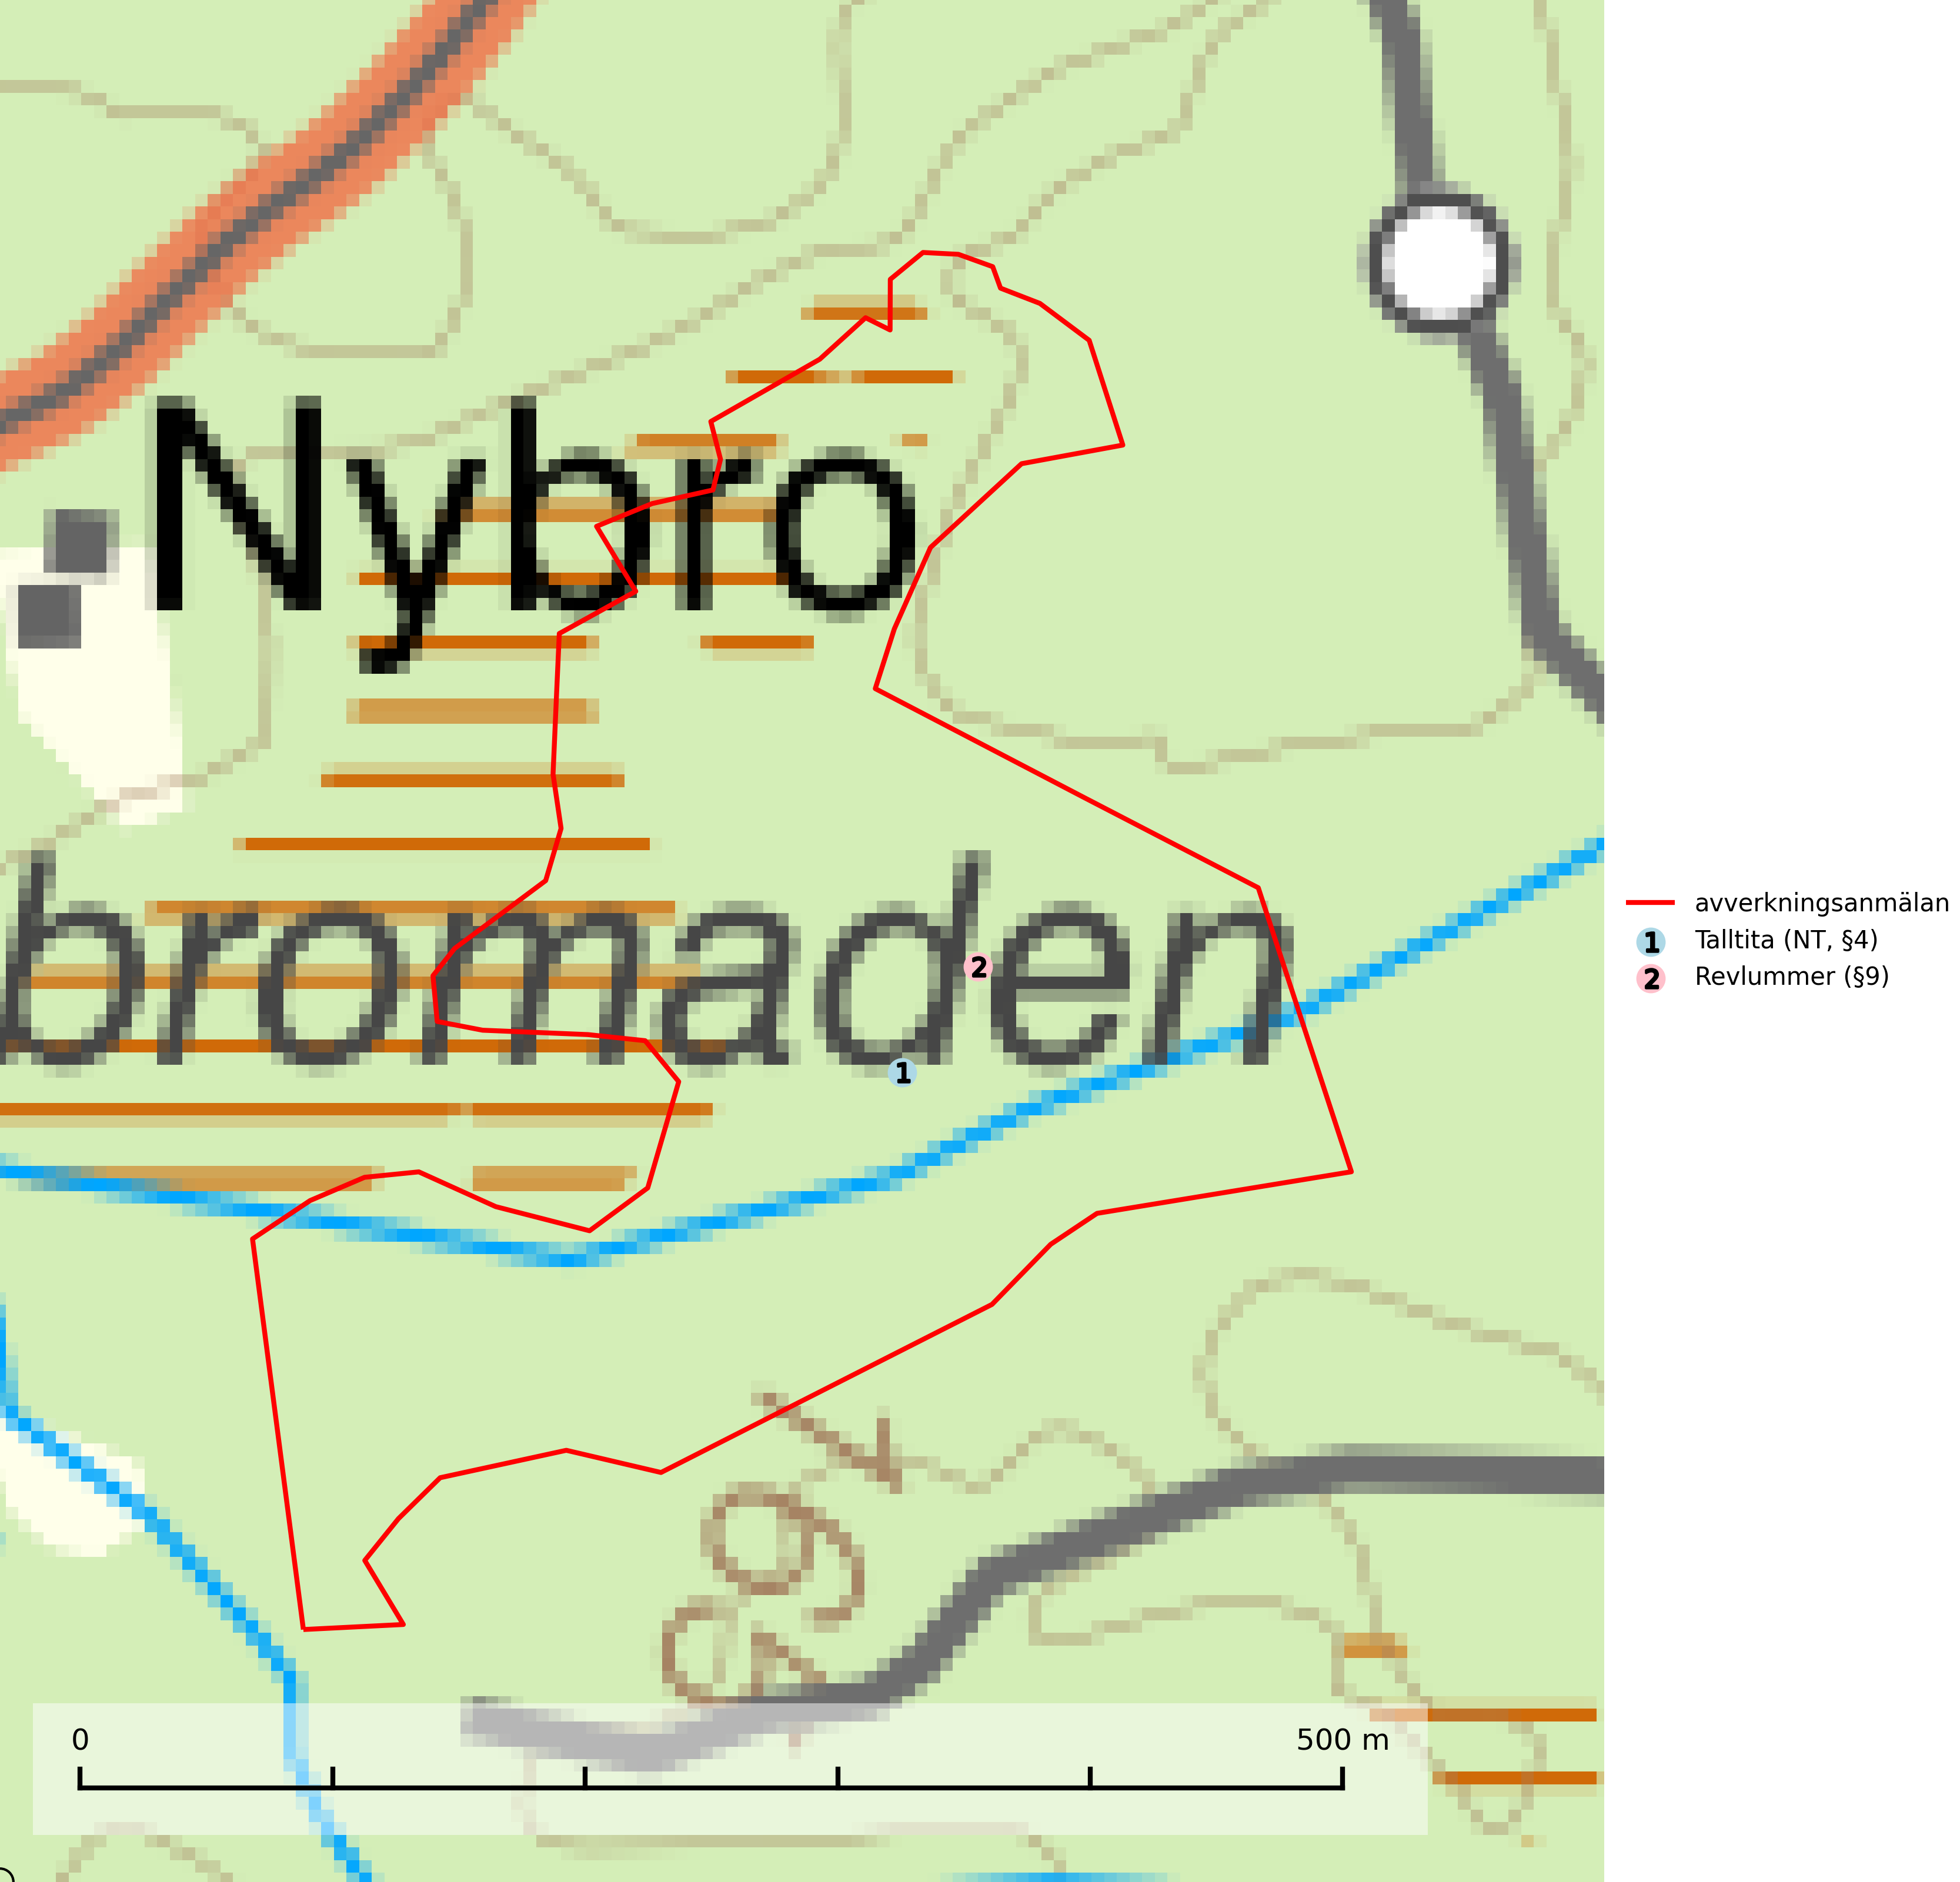 Nybro
bromaden
avverkningsanmälan
1 Talltita (NT, §4)
2 Revlummer (§9)
2
1
0 500 m